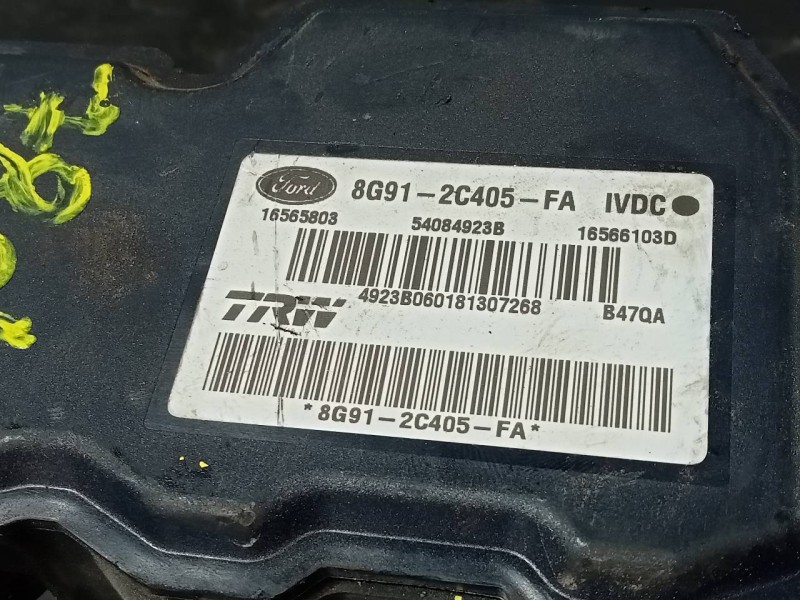 Ford 8G91-2C405-FA IVDC
16565803 54084923B 16566103D
4923B060181307268 B47QA
TRW
*8G91-2C405-FA*